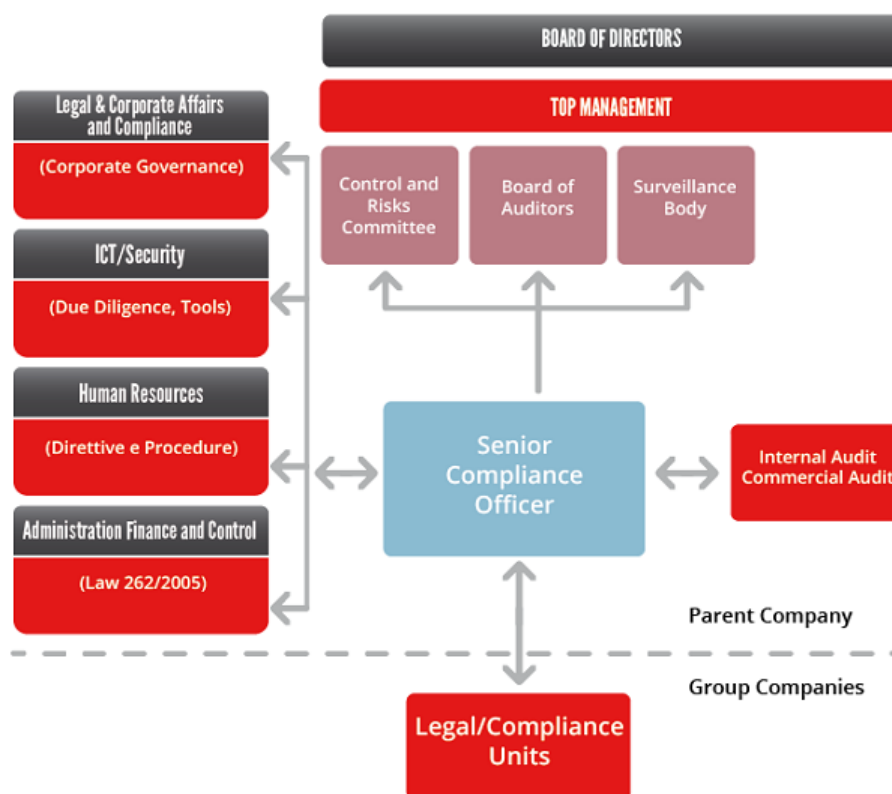 BOARD OF DIRECTORS
TOP MANAGEMENT
Legal & Corporate Affairs
and Compliance
(Corporate Governance)
Control and
Risks
Committee
Board of
Auditors
Surveillance
Body
ICT/Security
(Due Diligence, Tools)
Human Resources
(Direttive e Procedure)
Senior
Compliance
Officer
Internal Audit
Commercial Audit
Administration Finance and Control
(Law 262/2005)
Parent Company
Group Companies
Legal/Compliance
Units